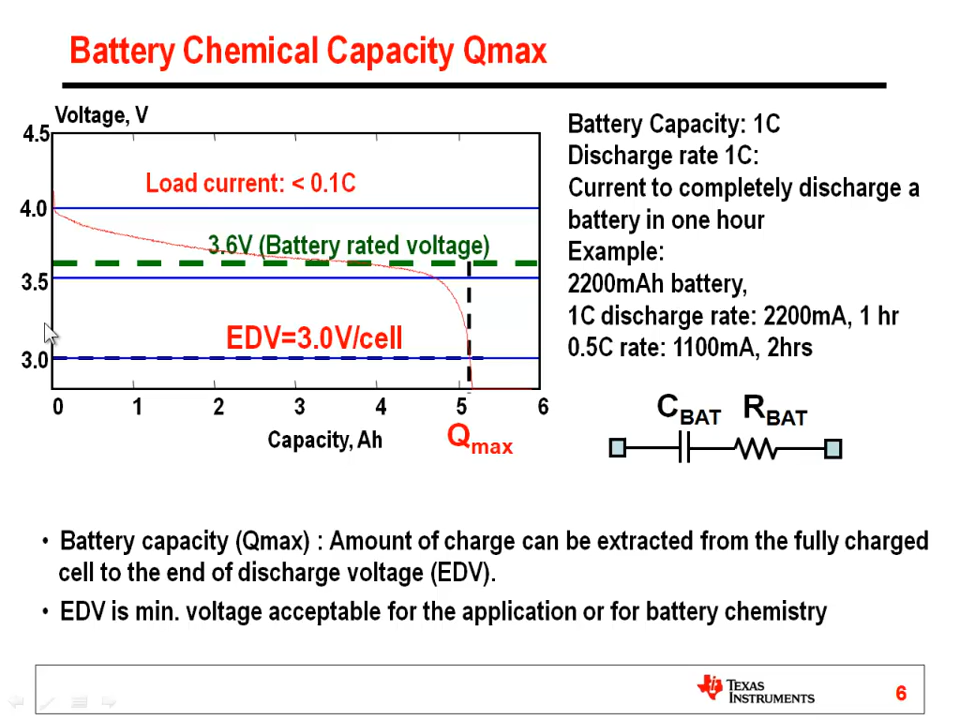 Battery Chemical Capacity Qmax
Voltage, V
4.5
4.0
3.5
3.0
Load current: < 0.1C
3.6V (Battery rated voltage)
EDV=3.0V/cell
0 1 2 3 4 5 6
Capacity, Ah
Qmax
Battery Capacity: 1C
Discharge rate 1C:
Current to completely discharge a
battery in one hour
Example:
2200mAh battery,
1C discharge rate: 2200mA, 1 hr
0.5C rate: 1100mA, 2hrs
CBAT RBAT
• Battery capacity (Qmax) : Amount of charge can be extracted from the fully charged
cell to the end of discharge voltage (EDV).
• EDV is min. voltage acceptable for the application or for battery chemistry
TEXAS
INSTRUMENTS
6